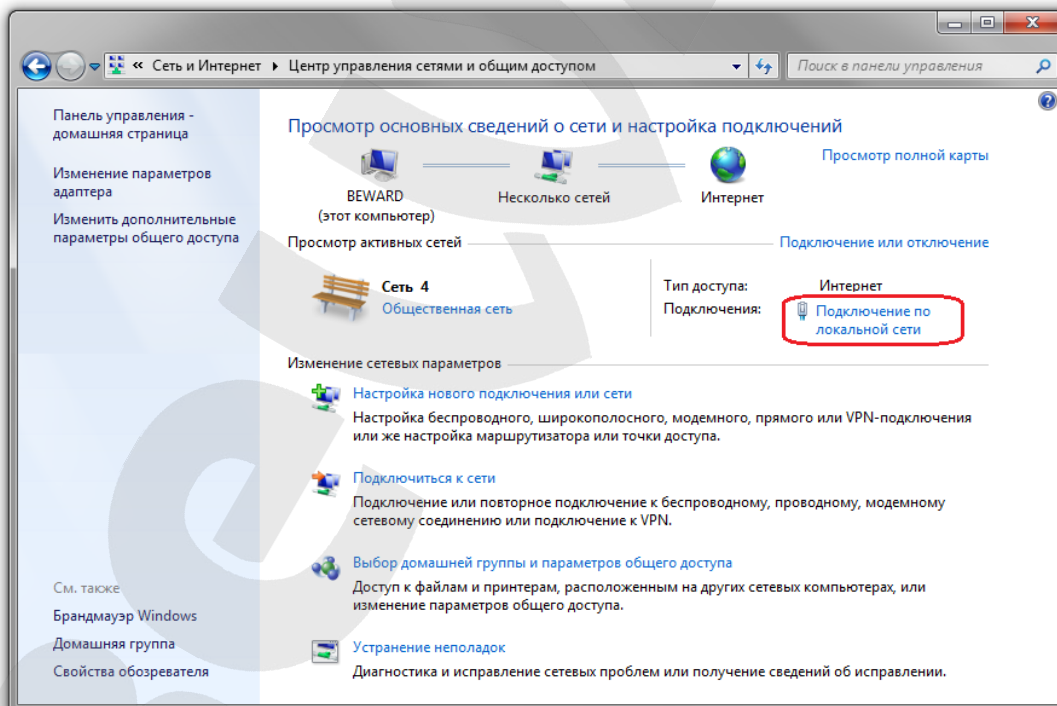 « Сеть и Интернет ▸ Центр управления сетями и общим доступом
Поиск в панели управления
Панель управления -
домашняя страница
Изменение параметров
адаптера
Изменить дополнительные
параметры общего доступа
См. также
Брандмауэр Windows
Домашняя группа
Свойства обозревателя
Просмотр основных сведений о сети и настройка подключений
Просмотр полной карты
BEWARD
(этот компьютер)
Несколько сетей
Интернет
Просмотр активных сетей
Подключение или отключение
Сеть 4
Общественная сеть
Тип доступа: Интернет
Подключения: Подключение по
локальной сети
Изменение сетевых параметров
Настройка нового подключения или сети
Настройка беспроводного, широкополосного, модемного, прямого или VPN-подключения
или же настройка маршрутизатора или точки доступа.
Подключиться к сети
Подключение или повторное подключение к беспроводному, проводному, модемному
сетевому соединению или подключение к VPN.
Выбор домашней группы и параметров общего доступа
Доступ к файлам и принтерам, расположенным на других сетевых компьютерах, или
изменение параметров общего доступа.
Устранение неполадок
Диагностика и исправление сетевых проблем или получение сведений об исправлении.